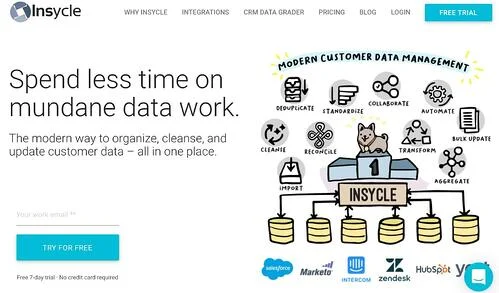 Insycle
WHY INSYCLE INTEGRATIONS CRM DATA GRADER PRICING BLOG LOGIN FREE TRIAL
Spend less time on
mundane data work.
The modern way to organize, cleanse, and
update customer data – all in one place.
Your work email **
TRY FOR FREE
Free 7-day trial · No credit card required
MODERN CUSTOMER DATA MANAGEMENT
DEDUPLICATE
STANDARDIZE
COLLABORATE
AUTOMATE
BULK UPDATE
CLEANSE
RECONCILE
TRANSFORM
AGGREGATE
IMPORT
1
INSYCLE
salesforce
Marketo
INTERCOM
zendesk
HubSpot